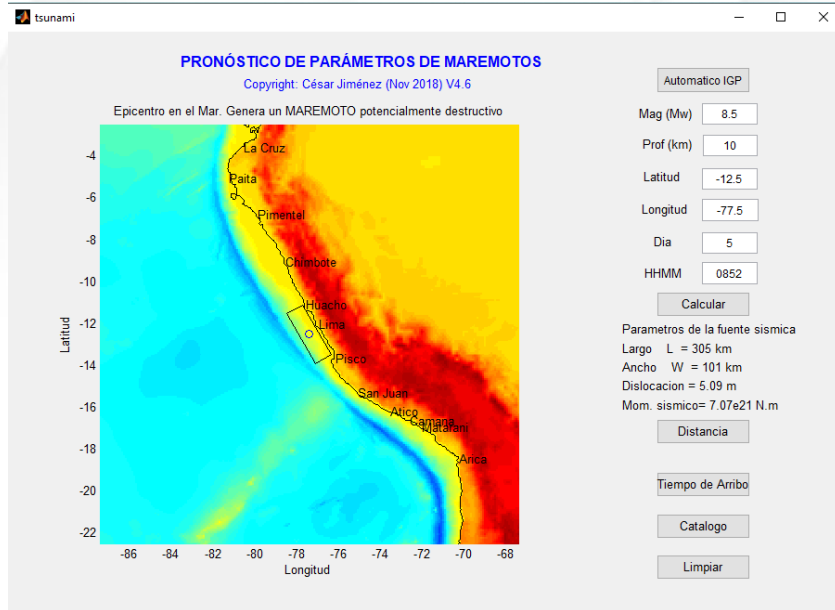 tsunami
PRONÓSTICO DE PARÁMETROS DE MAREMOTOS
Copyright: César Jiménez (Nov 2018) V4.6
Epicentro en el Mar. Genera un MAREMOTO potencialmente destructivo
-4
-6
-8
-10
-12
-14
-16
-18
-20
-22
Latitud
La Cruz
Paita
Pimentel
Chimbote
Huacho
Lima
Pisco
San Juan
Atico
Camana
Matarani
Arica
-86 -84 -82 -80 -78 -76 -74 -72 -70 -68
Longitud
Automatico IGP
Mag (Mw) 8.5
Prof (km) 10
Latitud -12.5
Longitud -77.5
Dia 5
HHMM 0852
Calcular
Parametros de la fuente sismica
Largo L = 305 km
Ancho W = 101 km
Dislocacion = 5.09 m
Mom. sismico= 7.07e21 N.m
Distancia
Tiempo de Arribo
Catalogo
Limpiar